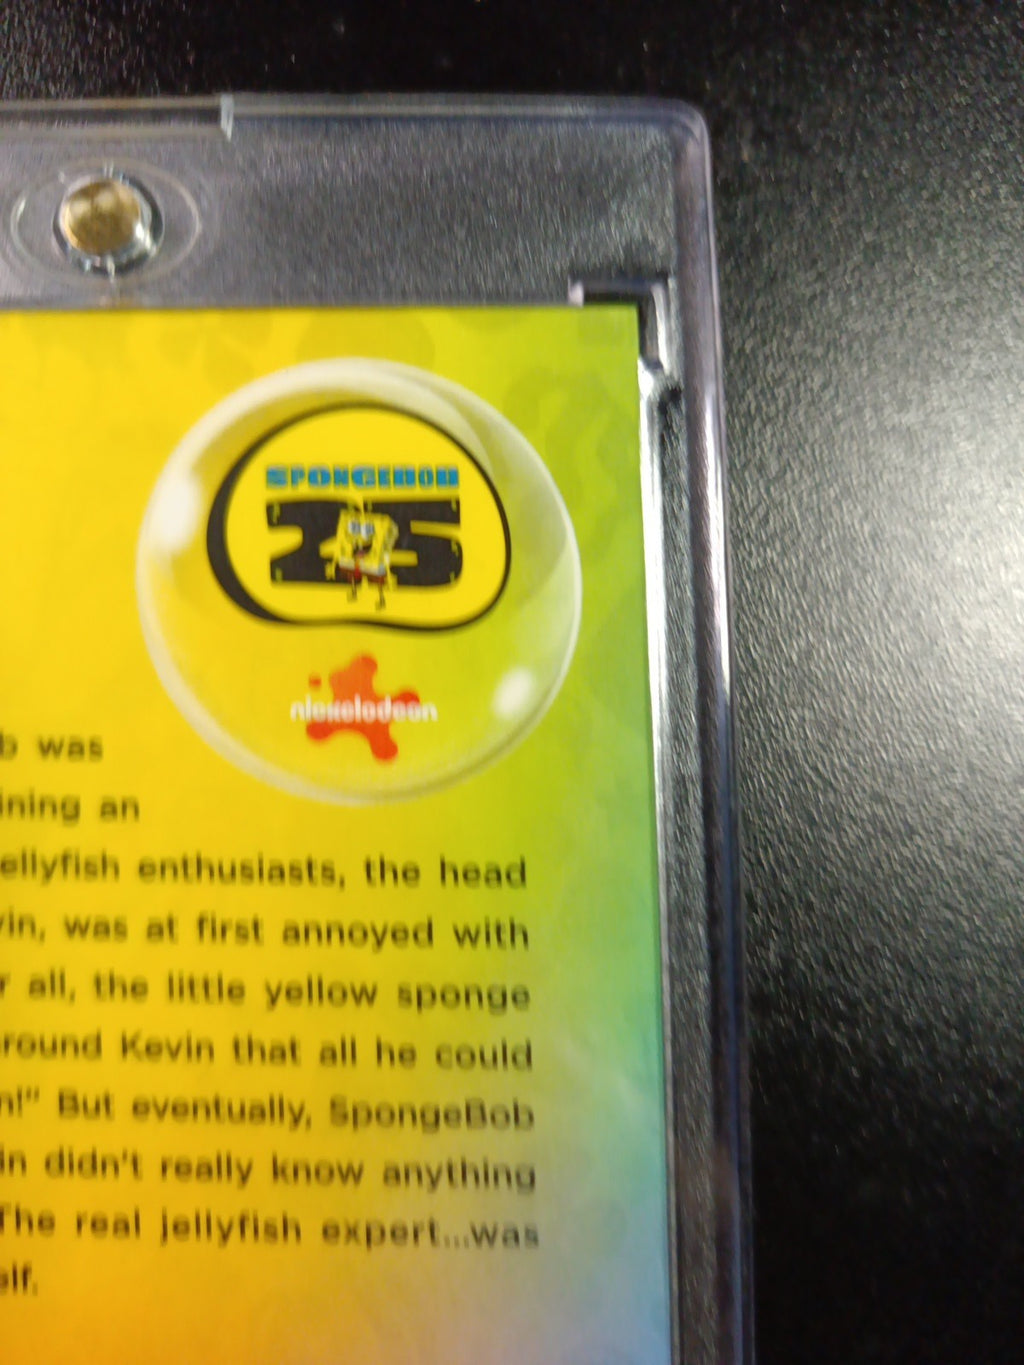 SPONGEBOB
25
nickelodeon
b was
ining an
ellyfish enthusiasts, the head
vin, was at first annoyed with
r all, the little yellow sponge
round Kevin that all he could
n!" But eventually, SpongeBob
in didn't really know anything
The real jellyfish expert...was
elf.